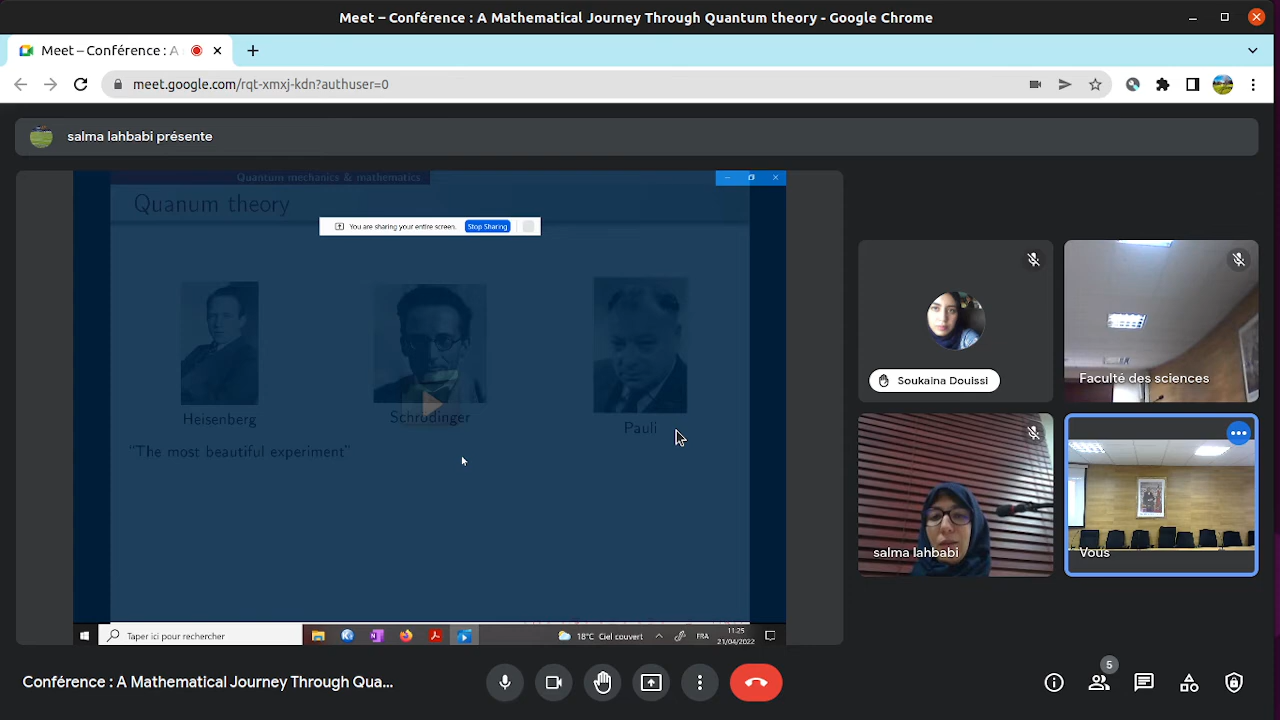 Meet – Conférence : A Mathematical Journey Through Quantum theory - Google Chrome
Meet – Conférence : A
meet.google.com/rqt-xmxj-kdn?authuser=0
salma lahbabi présente
Quantum mechanics & mathematics
Quanum theory
You are sharing your entire screen. Stop Sharing
Heisenberg
Schrödinger
Pauli
"The most beautiful experiment"
Soukaina Douissi
Faculté des sciences
salma lahbabi
Vous
Taper ici pour rechercher
18°C Ciel couvert
FRA
11:25
21/04/2022
Conférence : A Mathematical Journey Through Qua...
5